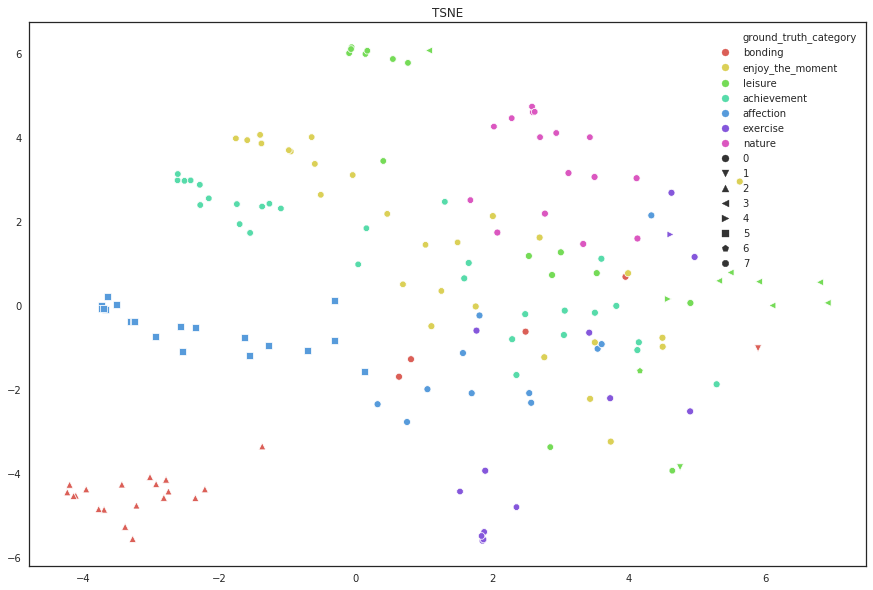 TSNE
ground_truth_category
bonding
enjoy_the_moment
leisure
achievement
affection
exercise
nature
0
1
2
3
4
5
6
7
6
4
2
0
−2
−4
−6
−4
−2
0
2
4
6